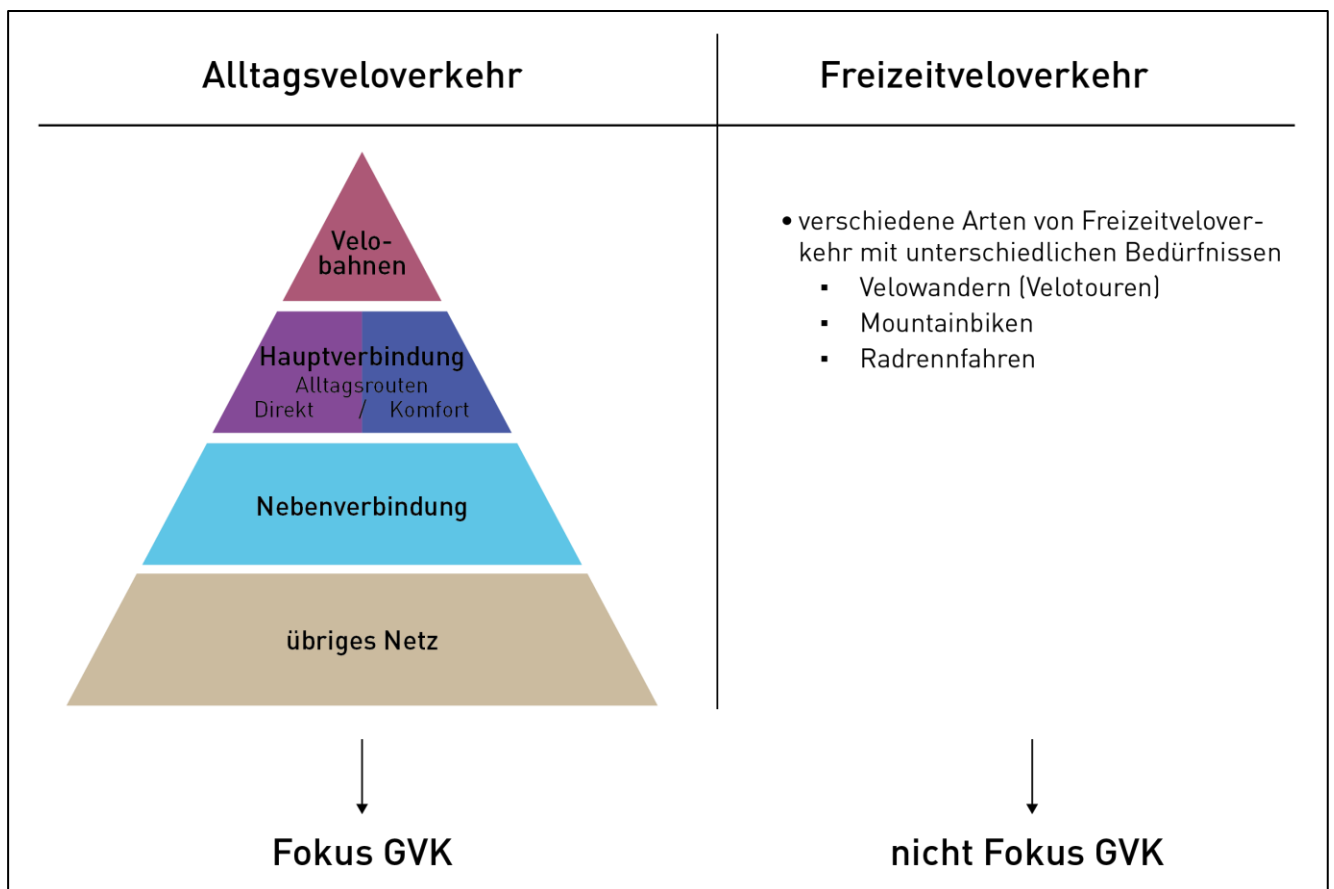 Alltagsveloverkehr
Velo-
bahnen
Hauptverbindung
Alltagsrouten
Direkt / Komfort
Nebenverbindung
übriges Netz
Fokus GVK
Freizeitveloverkehr
• verschiedene Arten von Freizeitvelover-
kehr mit unterschiedlichen Bedürfnissen
▪ Velowandern (Velotouren)
▪ Mountainbiken
▪ Radrennfahren
nicht Fokus GVK